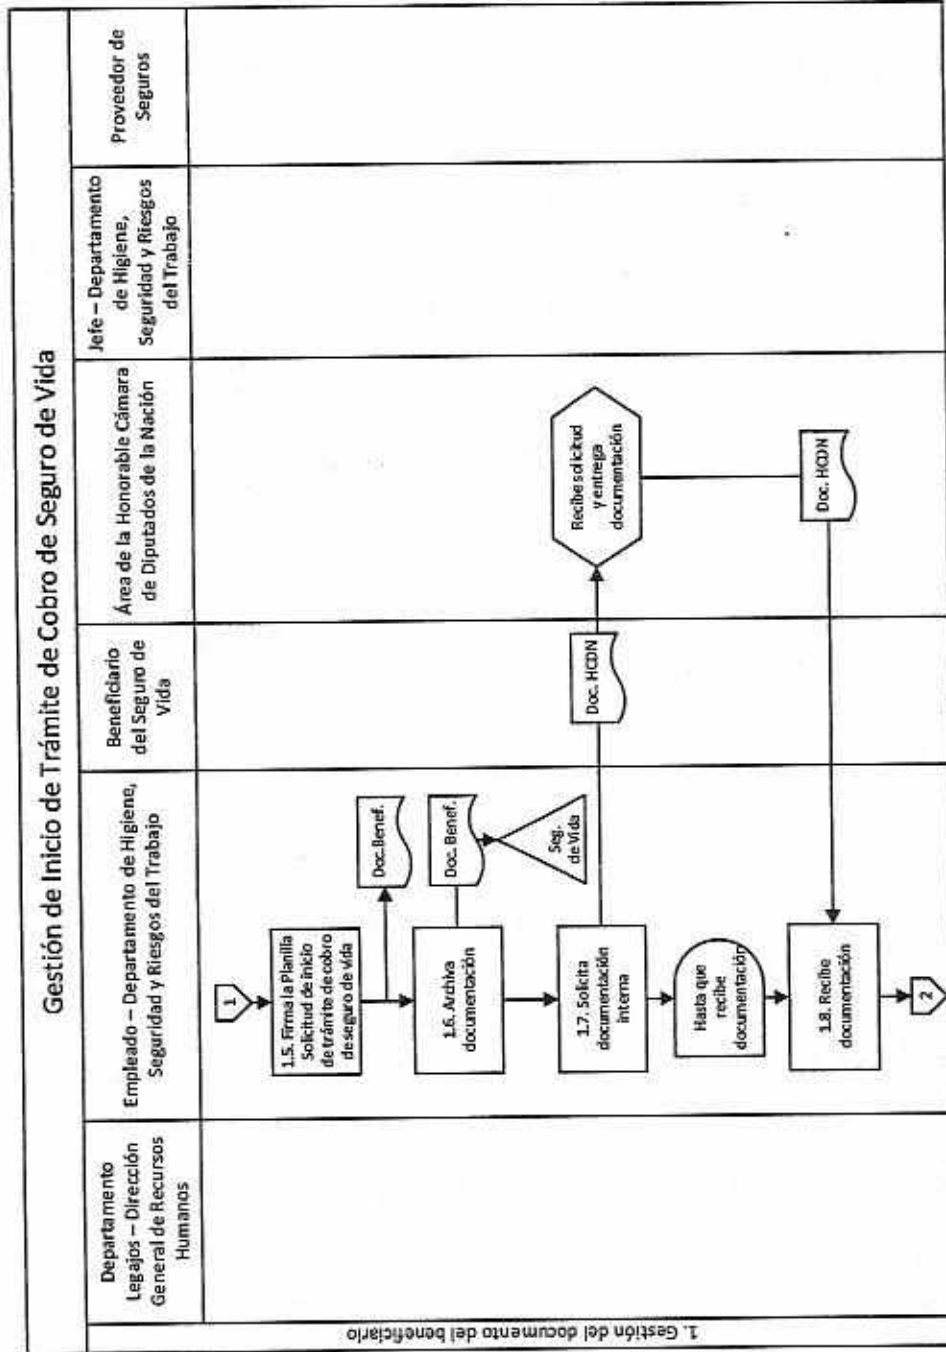 Gestión de Inicio de Trámite de Cobro de Seguro de Vida
Departamento
Legajos – Dirección
General de Recursos
Humanos
Empleado – Departamento de Higiene,
Seguridad y Riesgos del Trabajo
Beneficiario
del Seguro de
Vida
Área de la Honorable Cámara
de Diputados de la Nación
Jefe – Departamento
de Higiene,
Seguridad y Riesgos
del Trabajo
Proveedor de
Seguros
1. Gestión del documento del beneficiario
1
1.5. Firma la Planilla
Solicitud de inicio
de trámite de cobro
de seguro de vida
Doc.Benef.
1.6. Archiva
documentación
Doc. Benef.
Seg.
de Vida
1.7. Solicita
documentación
interna
Doc. HCDN
Recibe solicitud
y entrega
documentación
Hasta que
recibe
documentación
Doc. HCDN
1.8. Recibe
documentación
2